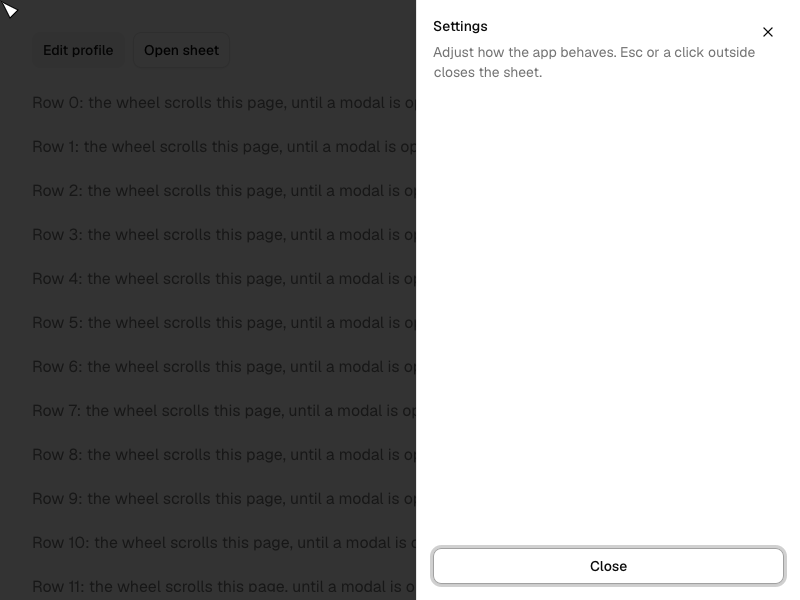 Edit profile
Open sheet
Row 0: the wheel scrolls this page, until a modal is
Row 1: the wheel scrolls this page, until a modal is
Row 2: the wheel scrolls this page, until a modal is
Row 3: the wheel scrolls this page, until a modal is
Row 4: the wheel scrolls this page, until a modal is
Row 5: the wheel scrolls this page, until a modal is
Row 6: the wheel scrolls this page, until a modal is
Row 7: the wheel scrolls this page, until a modal is
Row 8: the wheel scrolls this page, until a modal is
Row 9: the wheel scrolls this page, until a modal is
Row 10: the wheel scrolls this page, until a modal is
Row 11: the wheel scrolls this page, until a modal is
Settings
Adjust how the app behaves. Esc or a click outside
closes the sheet.
Close